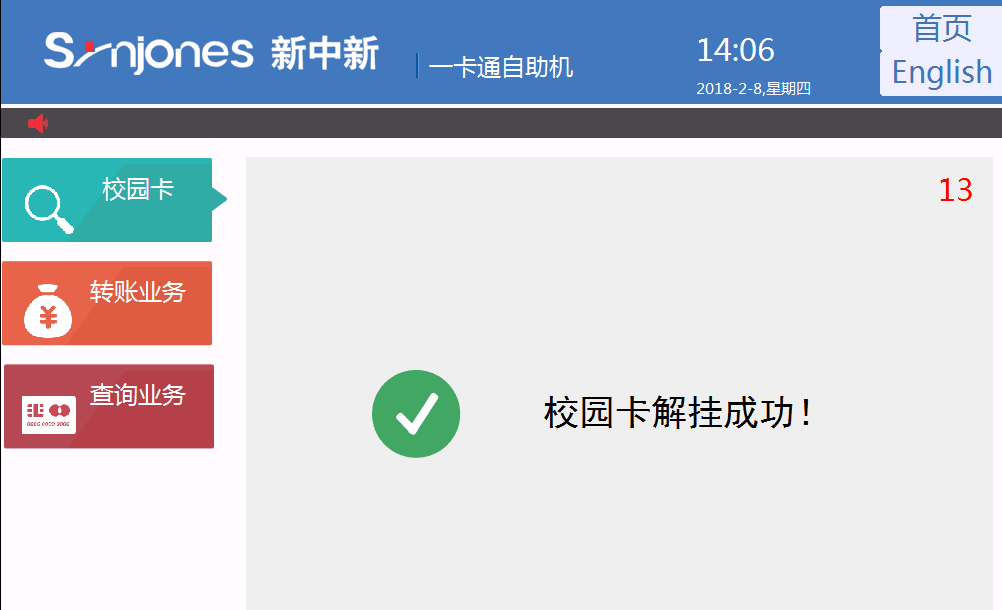 Synjones 新中新
一卡通自助机
14:06
2018-2-8,星期四
首页
English
校园卡
转账业务
查询业务
13
校园卡解挂成功！